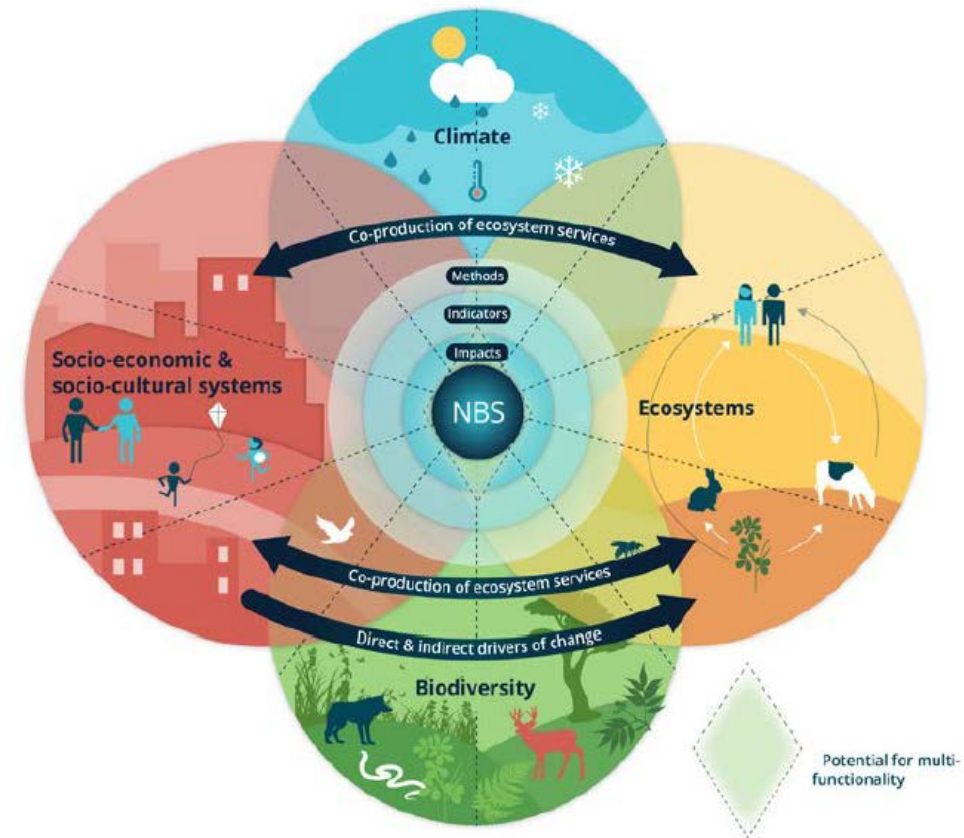 Climate
Co-production of ecosystem services
Methods
Indicators
Impacts
Socio-economic &
socio-cultural systems
NBS
Ecosystems
Co-production of ecosystem services
Direct & indirect drivers of change
Biodiversity
Potential for multi-
functionality